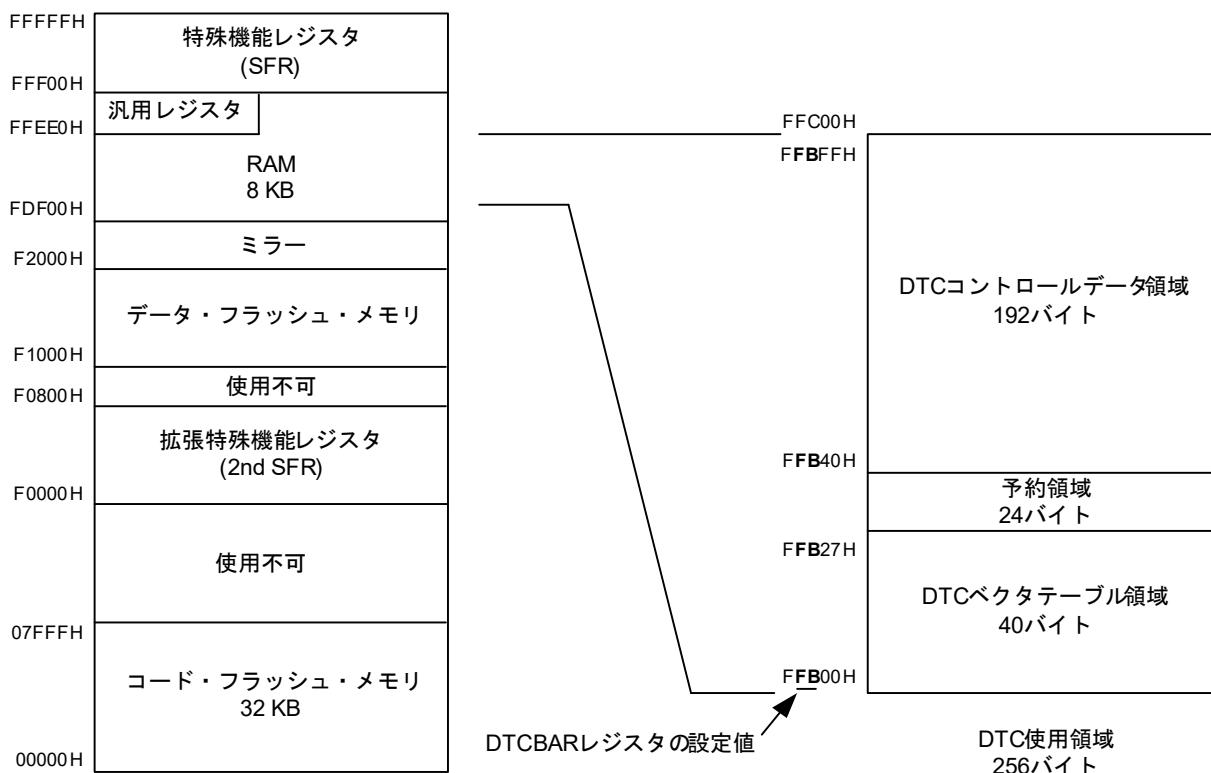 FFFFFH
特殊機能レジスタ
(SFR)
FFF00H
汎用レジスタ
FFEE0H
RAM
8 KB
FDF00H
ミラー
F2000H
データ・フラッシュ・メモリ
F1000H
使用不可
F0800H
拡張特殊機能レジスタ
(2nd SFR)
F0000H
使用不可
07FFFH
コード・フラッシュ・メモリ
32 KB
00000H
FFC00H
FFBFFH
DTCコントロールデータ領域
192バイト
FFB40H
予約領域
24バイト
FFB27H
DTCベクタテーブル領域
40バイト
FFB00H
DTCBARレジスタの設定値
DTC使用領域
256バイト